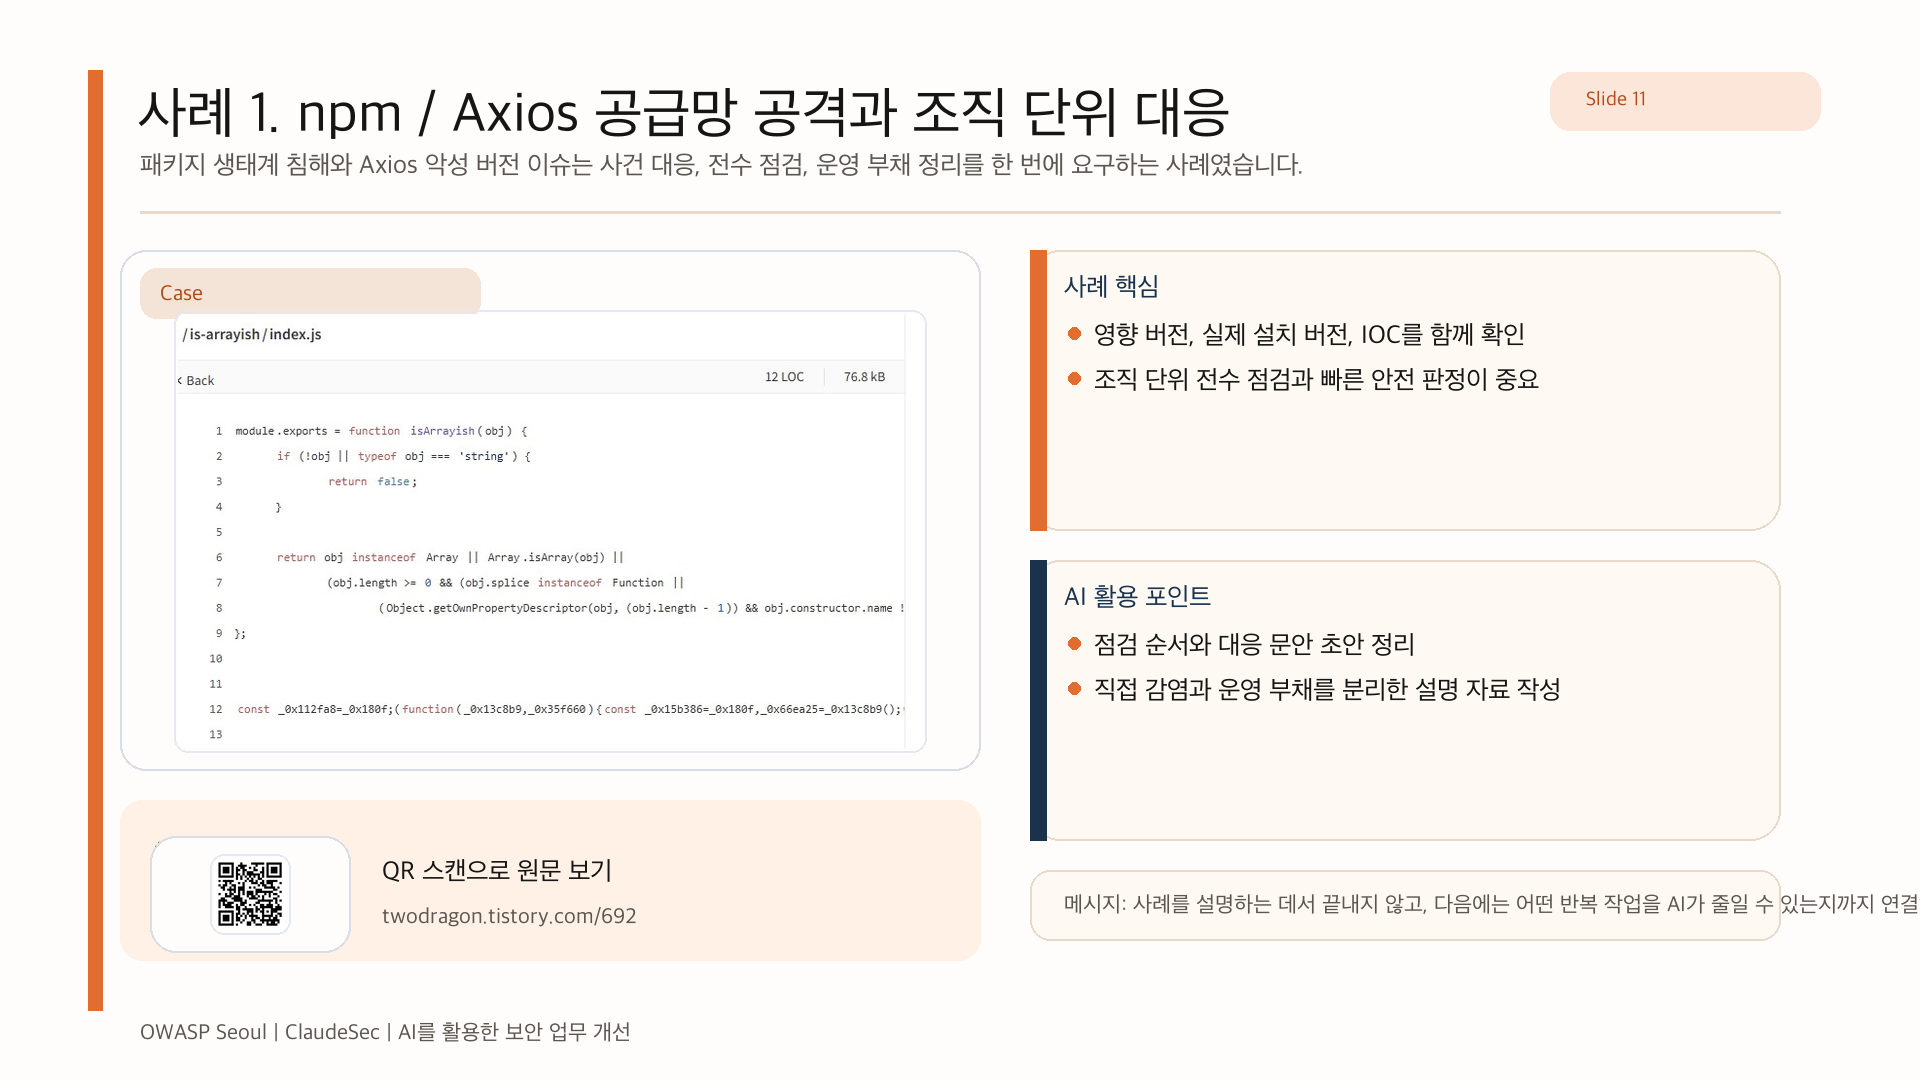 사례 1. npm / Axios 공급망 공격과 조직 단위 대응
Slide 11
패키지 생태계 침해와 Axios 악성 버전 이슈는 사건 대응, 전수 점검, 운영 부채 정리를 한 번에 요구하는 사례였습니다.
Case
/is-arrayish/index.js
‹ Back
12 LOC
76.8 kB
1 module.exports = function isArrayish(obj) {
2 if (!obj || typeof obj === 'string') {
3 return false;
4 }
5
6 return obj instanceof Array || Array.isArray(obj) ||
7 (obj.length >= 0 && (obj.splice instanceof Function ||
8 (Object.getOwnPropertyDescriptor(obj, (obj.length - 1)) && obj.constructor.name !
9 };
10
11
12 const _0x112fa8=_0x180f;(function(_0x13c8b9,_0x35f660){const _0x15b386=_0x180f,_0x66ea25=_0x13c8b9();
13
QR 스캔으로 원문 보기
twodragon.tistory.com/692
사례 핵심
영향 버전, 실제 설치 버전, IOC를 함께 확인
조직 단위 전수 점검과 빠른 안전 판정이 중요
AI 활용 포인트
점검 순서와 대응 문안 초안 정리
직접 감염과 운영 부채를 분리한 설명 자료 작성
메시지: 사례를 설명하는 데서 끝내지 않고, 다음에는 어떤 반복 작업을 AI가 줄일 수 있는지까지 연결
OWASP Seoul | ClaudeSec | AI를 활용한 보안 업무 개선